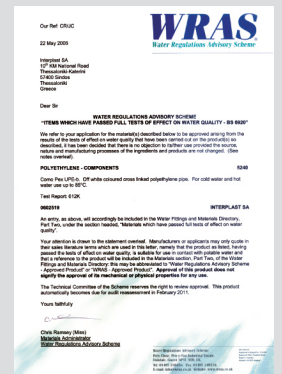 Our Ref: CR/JC
WRAS
Water Regulations Advisory Scheme
22 May 2006
Interplast SA
10th KM National Road
Thessaloniki-Katerini
57400 Sindos
Thessaloniki
Greece
Dear Sir
WATER REGULATIONS ADVISORY SCHEME
"ITEMS WHICH HAVE PASSED FULL TESTS OF EFFECT ON WATER QUALITY - BS 6920"
We refer to your application for the material(s) described below to be approved arising from the
results of the tests of effect on water quality that have been carried out on the product(s) so
described, it has been decided that there is no objection to its/their use provided the source,
nature and manufacturing processes of the ingredients and products are not changed. (See
notes overleaf)
POLYETHYLENE - COMPONENTS 5240
Como Pex UPE-b. Off white coloured cross linked polyethylene pipe. For cold water and hot
water use up to 85°C.
Test Report: 612K
0602518 INTERPLAST SA
An entry, as above, will accordingly be included in the Water Fittings and Materials Directory,
Part Two, under the section headed, "Materials which have passed full tests of effect on water
quality".
Your attention is drawn to the statement overleaf. Manufacturers or applicants may only quote in
their sales literature terms which are used in this letter, namely that the product as listed, having
passed the tests of effect on water quality, is suitable for use in contact with potable water and
that a reference to the product will be included in the Materials section, Part Two, of the Water
Fittings and Materials Directory: this may be abbreviated to "Water Regulations Advisory Scheme
- Approved Product" or "WRAS - Approved Product". Approval of this product does not
signify the approval of its mechanical or physical properties for any use.
The Technical Committee of the Scheme reserves the right to review approval. This product
automatically becomes due for audit reassessment in February 2011.
Yours faithfully
Chris Ramsey (Miss)
Materials Administrator
Water Regulations Advisory Scheme